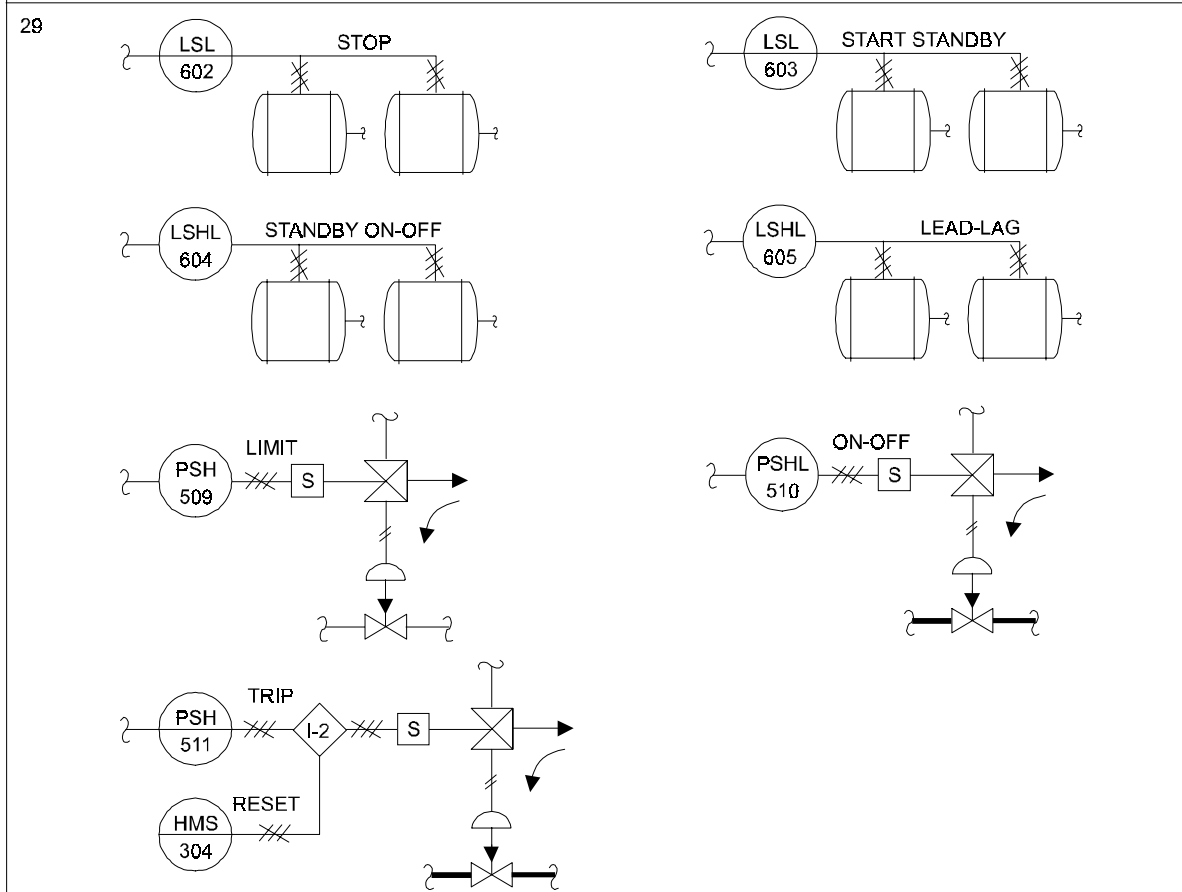 29
LSL
602
STOP
LSL
603
START STANDBY
LSHL
604
STANDBY ON-OFF
LSHL
605
LEAD-LAG
PSH
509
LIMIT
S
PSHL
510
ON-OFF
S
PSH
511
TRIP
I-2
S
HMS
304
RESET